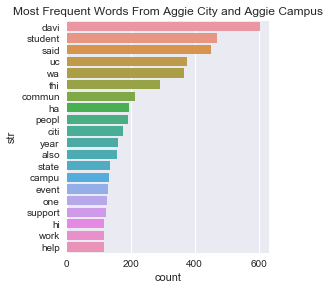 Most Frequent Words From Aggie City and Aggie Campus
davi
student
said
uc
wa
thi
commun
ha
peopl
citi
year
also
state
campu
event
one
support
hi
work
help
str
0 200 400 600
count